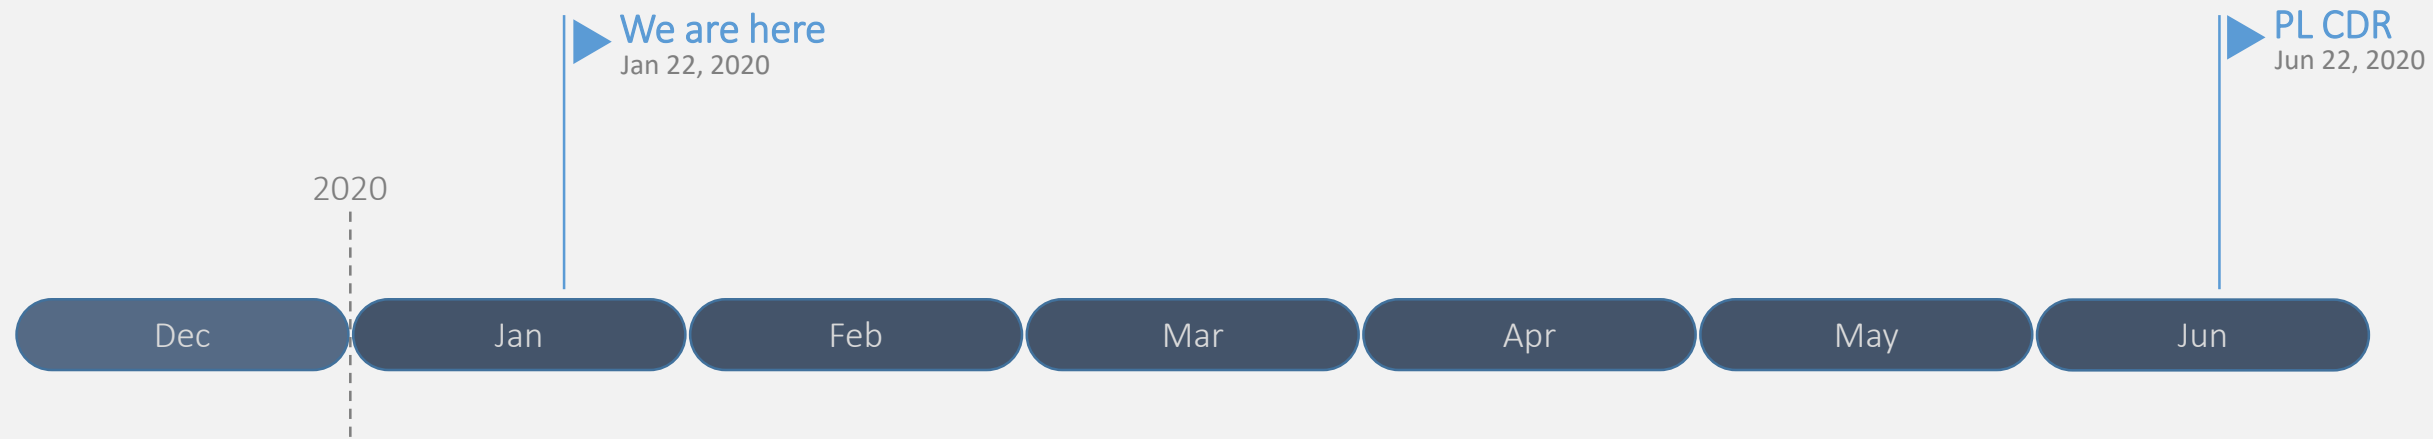 We are here
Jan 22, 2020
PL CDR
Jun 22, 2020
2020
Dec
Jan
Feb
Mar
Apr
May
Jun